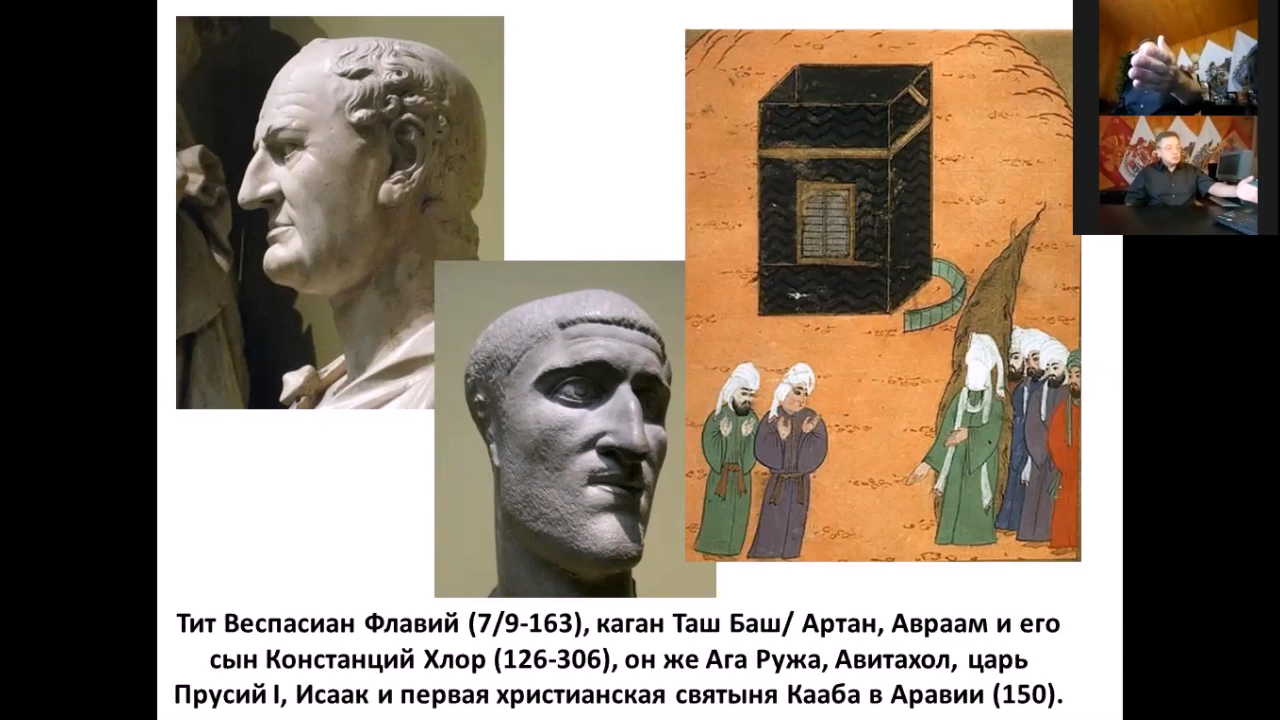 Тит Веспасиан Флавий (7/9-163), каган Таш Баш/ Артан, Авраам и его
сын Констанций Хлор (126-306), он же Ага Ружа, Авитахол, царь
Прусий I, Исаак и первая христианская святыня Кааба в Аравии (150).